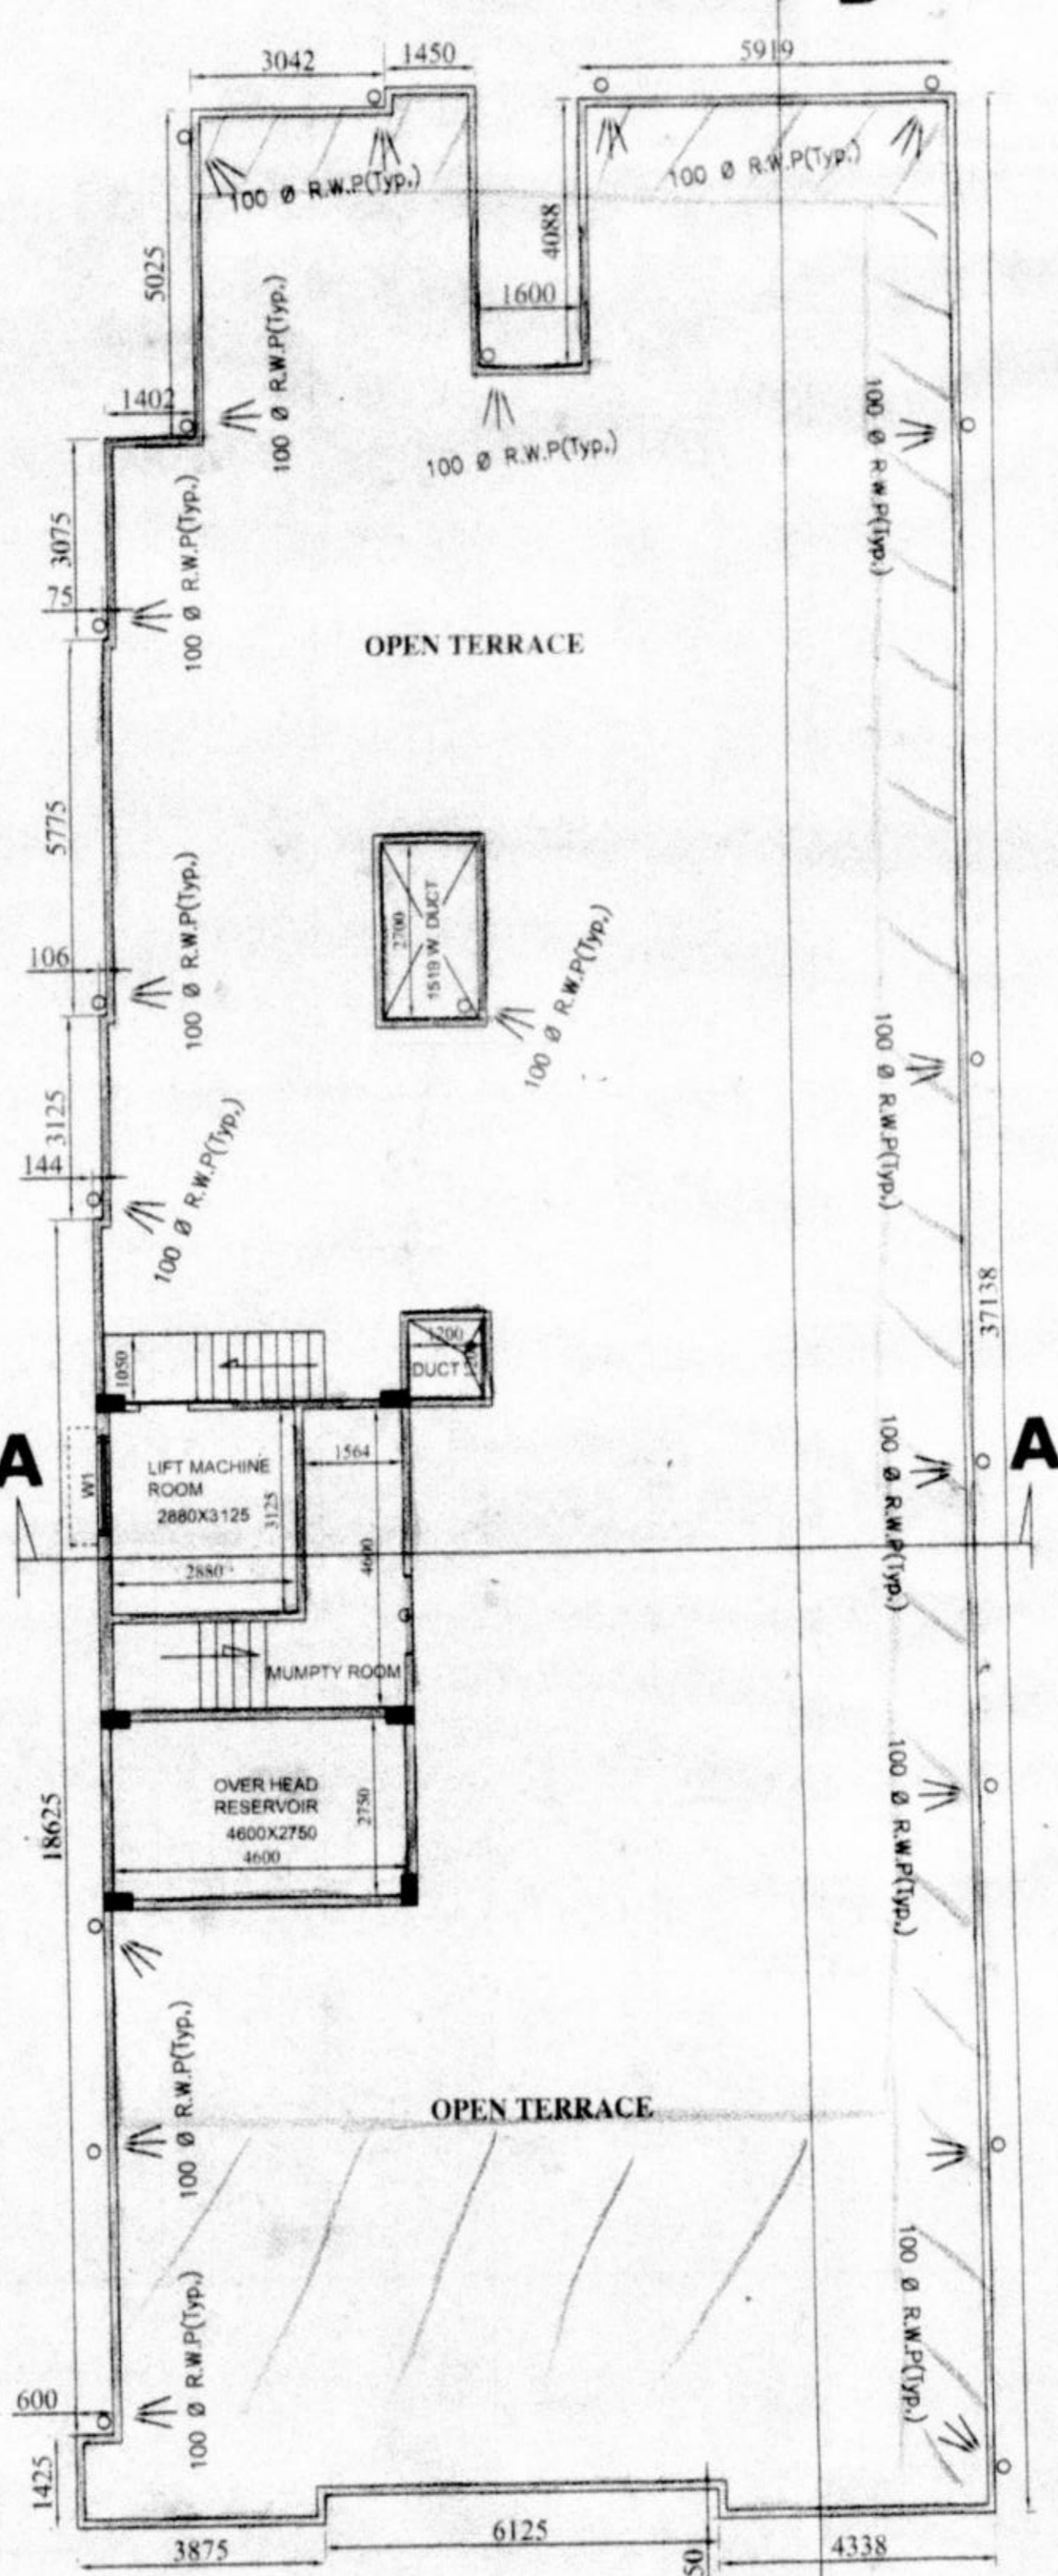 3042
1450
5919
100 Ø R.W.P(Typ.)
100 Ø R.W.P(Typ.)
5025
4088
1600
100 Ø R.W.P(Typ.)
1402
100 Ø R.W.P(Typ.)
100 Ø R.W.P(Typ.)
3075
75
100 Ø R.W.P(Typ.)
OPEN TERRACE
5775
100 Ø R.W.P(Typ.)
2700
1519 W DUCT
100 Ø R.W.P(Typ.)
106
3125
144
100 Ø R.W.P(Typ.)
100 Ø R.W.P(Typ.)
37138
1050
1200
DUCT
A
A
W1
LIFT MACHINE
ROOM
2880X3125
3125
2880
1564
4600
100 Ø R.W.P(Typ.)
MUMPTY ROOM
OVER HEAD
RESERVOIR
4600X2750
4600
2750
100 Ø R.W.P(Typ.)
18625
100 Ø R.W.P(Typ.)
OPEN TERRACE
100 Ø R.W.P(Typ.)
100 Ø R.W.P(Typ.)
600
1425
3875
6125
50
4338